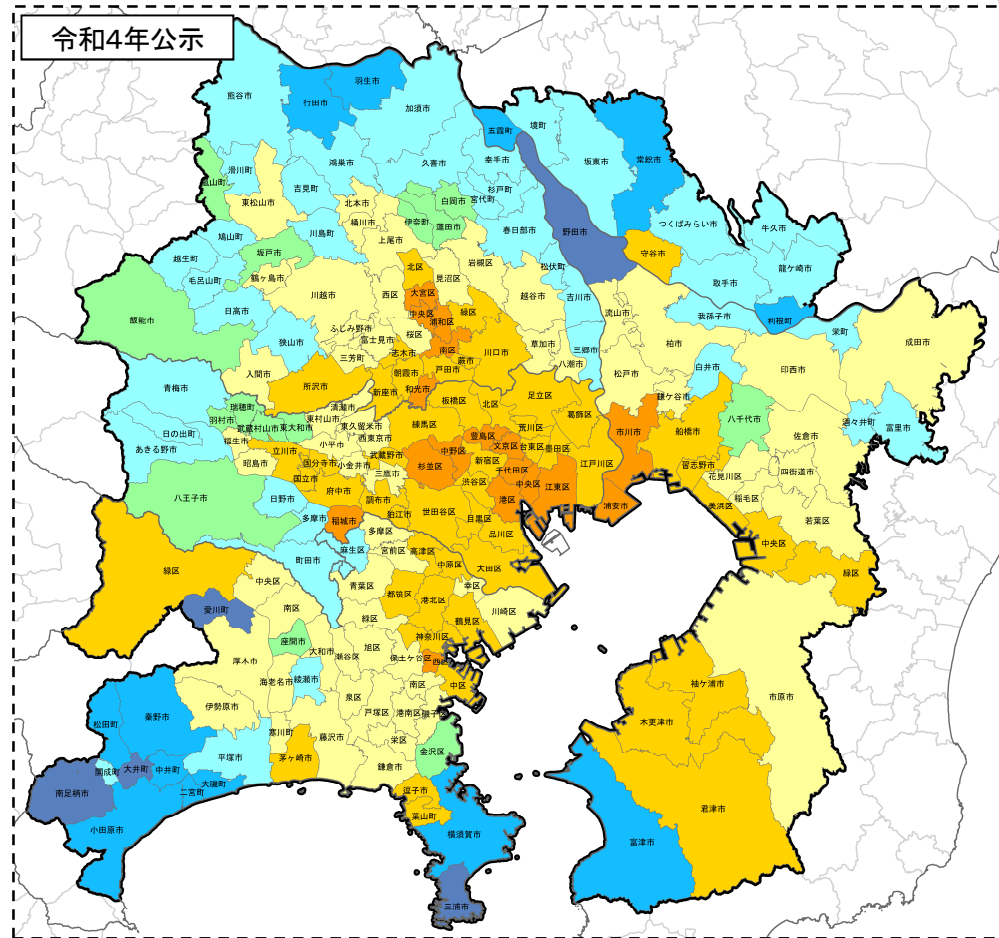 令和4年公示
羽生市
熊谷市
行田市
加須市
五霞町
境町
坂東市
常総市
鴻巣市
久喜市
幸手市
滑川町
嵐山町
吉見町
杉戸町
宮代町
東松山市
北本市
白岡市
桶川市
伊奈町
蓮田市
春日部市
つくばみらい市
牛久市
鳩山町
川島町
上尾市
野田市
越生町
坂戸市
守谷市
毛呂山町
鶴ヶ島市
北区
見沼区
岩槻区
松伏町
龍ケ崎市
日高市
川越市
西区
大宮区
越谷市
吉川市
取手市
飯能市
中央区
浦和区
緑区
流山市
我孫子市
利根町
栄町
ふじみ野市
富士見市
桜区
狭山市
三芳町
志木市
南区
蕨市
川口市
草加市
三郷市
柏市
成田市
入間市
朝霞市
戸田市
八潮市
松戸市
白井市
印西市
青梅市
所沢市
新座市
和光市
板橋区
北区
足立区
鎌ケ谷市
瑞穂町
清瀬市
葛飾区
羽村市
武蔵村山市
東大和市
東村山市
東久留米市
練馬区
荒川区
市川市
船橋市
八千代市
酒々井町
富里市
日の出町
福生市
小平市
西東京市
豊島区
文京区
台東区
墨田区
佐倉市
あきる野市
立川市
武蔵野市
中野区
昭島市
国分寺市
小金井市
杉並区
新宿区
江戸川区
習志野市
四街道市
国立市
三鷹市
千代田区
花見川区
八王子市
日野市
府中市
調布市
渋谷区
中央区
江東区
稲毛区
港区
浦安市
美浜区
多摩市
稲城市
狛江市
世田谷区
目黒区
若葉区
多摩区
品川区
中央区
町田市
麻生区
宮前区
高津区
緑区
中原区
大田区
緑区
中央区
青葉区
幸区
愛川町
南区
都筑区
港北区
川崎区
緑区
鶴見区
座間市
大和市
旭区
神奈川区
厚木市
瀬谷区
保土ケ谷区
西区
海老名市
綾瀬市
南区
中区
袖ケ浦市
伊勢原市
泉区
市原市
秦野市
戸塚区
港南区
磯子区
松田町
寒川町
藤沢市
木更津市
平塚市
茅ヶ崎市
栄区
金沢区
開成町
大井町
中井町
鎌倉市
南足柄市
大磯町
二宮町
逗子市
君津市
小田原市
葉山町
横須賀市
富津市
三浦市